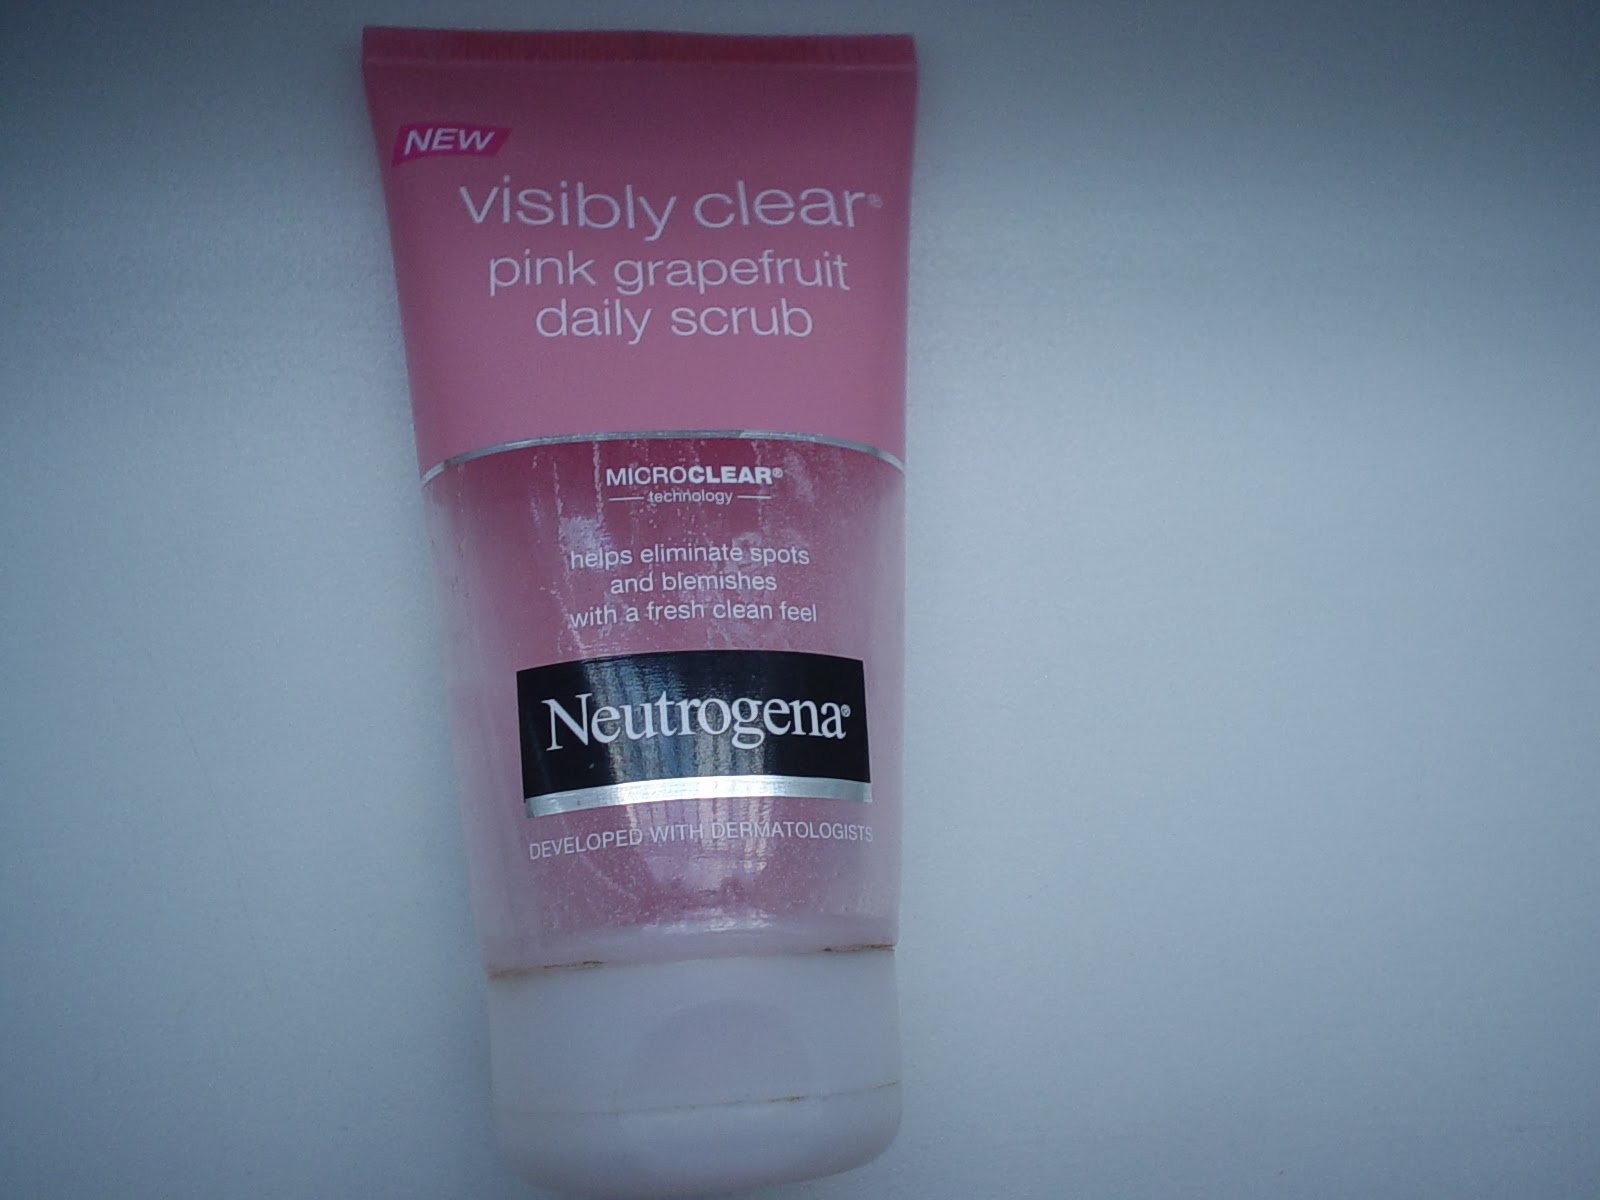 NEW
visibly clear®
pink grapefruit
daily scrub
MICROCLEAR®
technology
helps eliminate spots
and blemishes
with a fresh clean feel
Neutrogena®
DEVELOPED WITH DERMATOLOGISTS